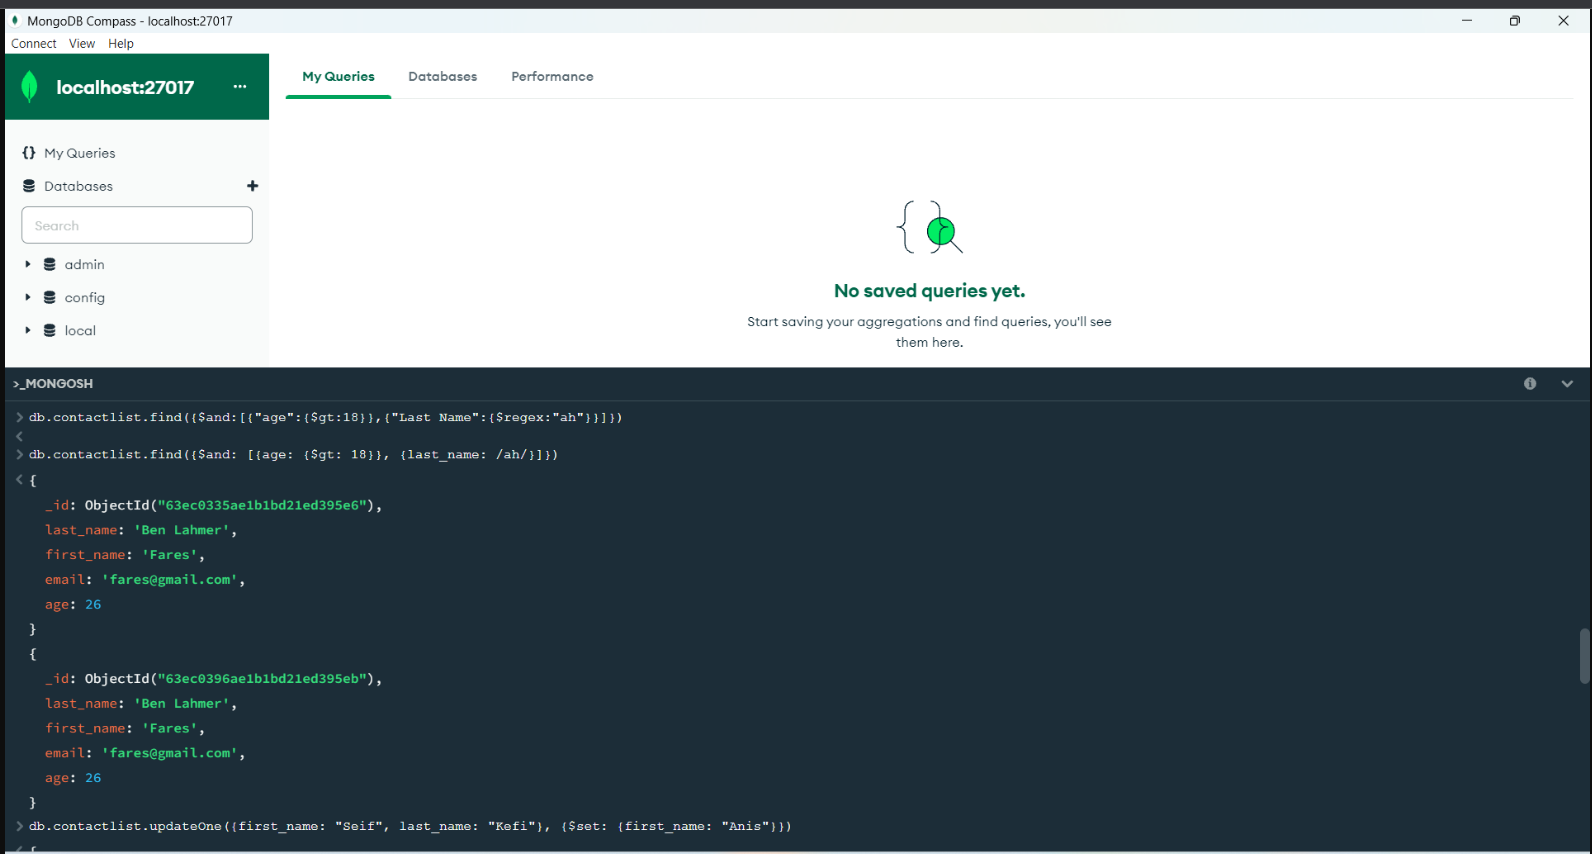 MongoDB Compass - localhost:27017
Connect View Help
localhost:27017 ...
My Queries Databases Performance
{} My Queries
Databases +
Search
admin
config
local
No saved queries yet.
Start saving your aggregations and find queries, you'll see
them here.
>_MONGOSH
> db.contactlist.find({$and:[{"age":{$gt:18}},{"Last Name":{$regex:"ah"}}]})
<
> db.contactlist.find({$and: [{age: {$gt: 18}}, {last_name: /ah/}]})
< {
_id: ObjectId("63ec0335ae1b1bd21ed395e6"),
last_name: 'Ben Lahmer',
first_name: 'Fares',
email: 'fares@gmail.com',
age: 26
}
{
_id: ObjectId("63ec0396ae1b1bd21ed395eb"),
last_name: 'Ben Lahmer',
first_name: 'Fares',
email: 'fares@gmail.com',
age: 26
}
> db.contactlist.updateOne({first_name: "Seif", last_name: "Kefi"}, {$set: {first_name: "Anis"}})
< {